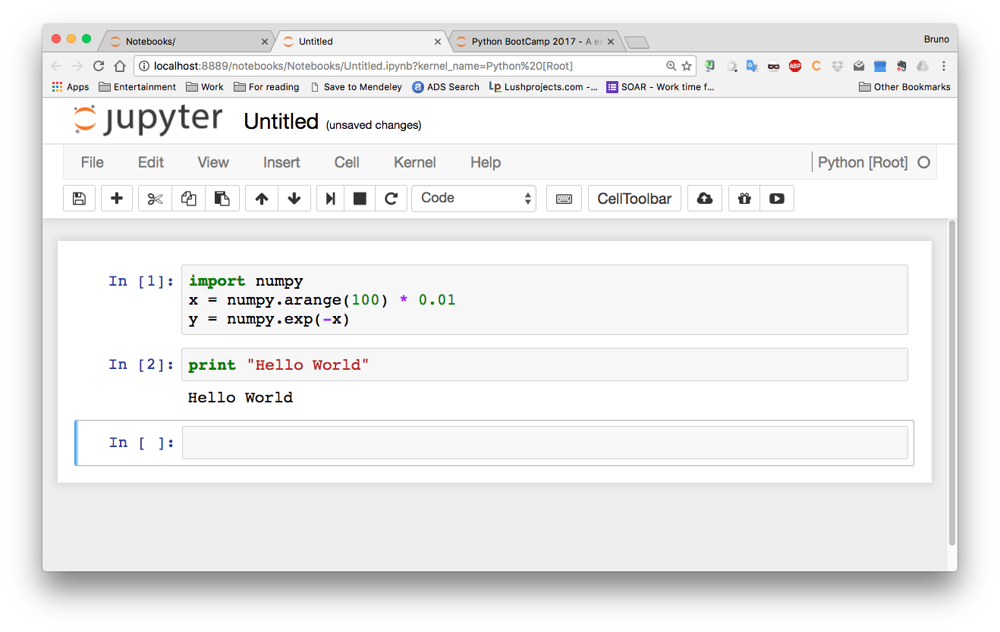 Notebooks/
Untitled
Python BootCamp 2017 - A ex
Bruno
localhost:8889/notebooks/Notebooks/Untitled.ipynb?kernel_name=Python%20[Root]
ABP
C
Apps
Entertainment
Work
For reading
Save to Mendeley
a ADS Search
Lp Lushprojects.com -...
SOAR - Work time f...
Other Bookmarks
jupyter
Untitled (unsaved changes)
File Edit View Insert Cell Kernel Help
Python [Root]
Code
CellToolbar
In [1]: import numpy
x = numpy.arange(100) * 0.01
y = numpy.exp(-x)
In [2]: print "Hello World"
Hello World
In [ ]: